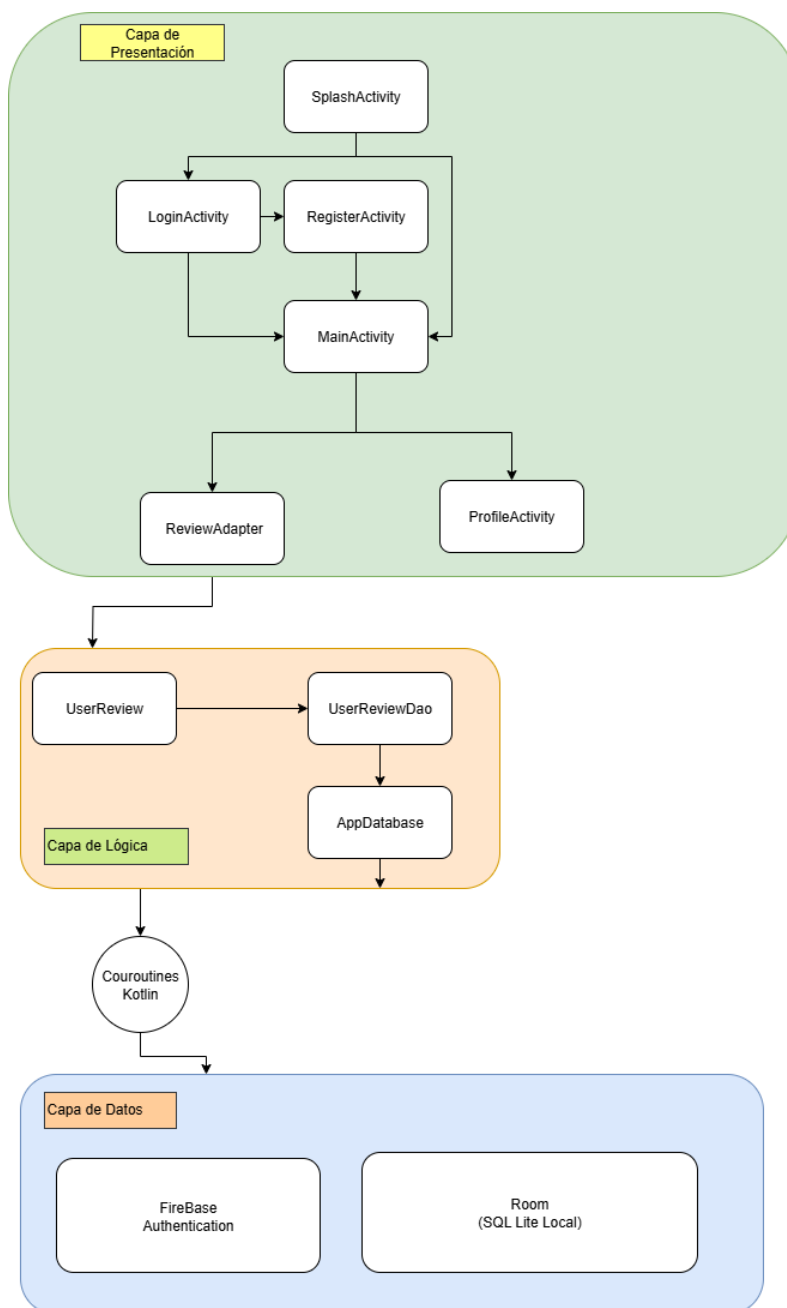 Capa de
Presentación
SplashActivity
LoginActivity
RegisterActivity
MainActivity
ReviewAdapter
ProfileActivity
UserReview
UserReviewDao
AppDatabase
Capa de Lógica
Couroutines
Kotlin
Capa de Datos
FireBase
Authentication
Room
(SQL Lite Local)